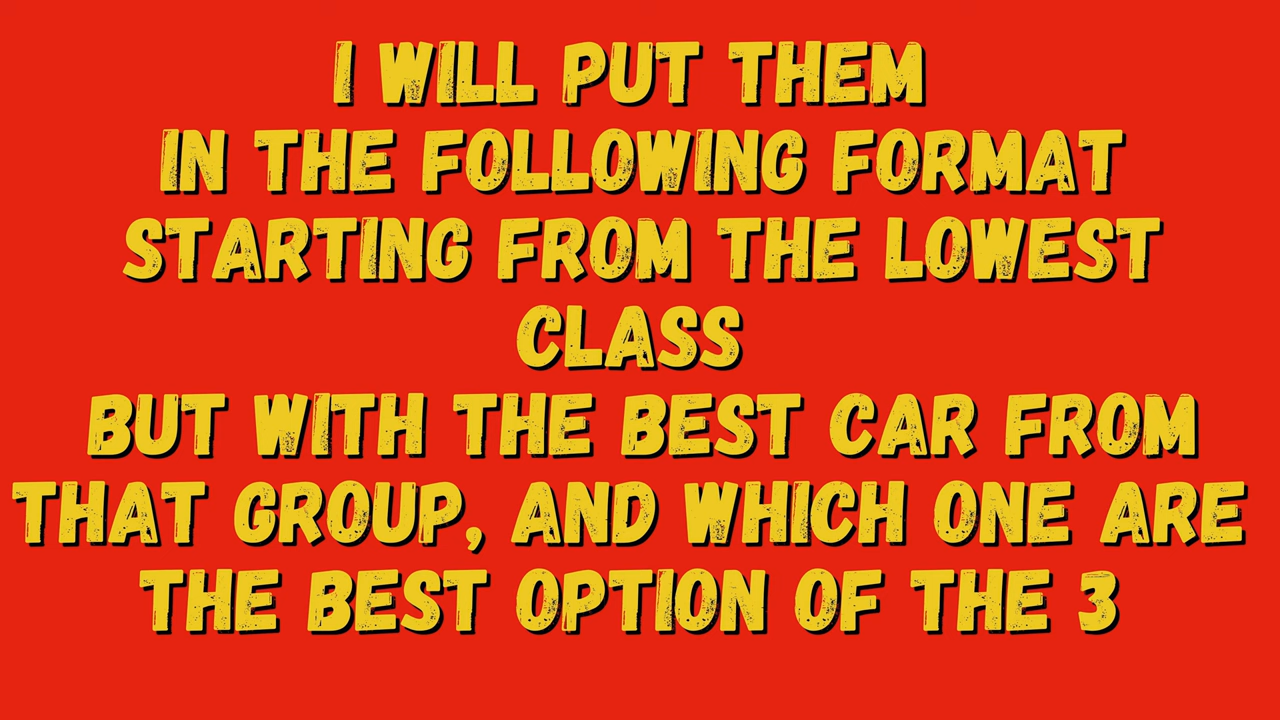 I WILL PUT THEM
IN THE FOLLOWING FORMAT
STARTING FROM THE LOWEST
CLASS
BUT WITH THE BEST CAR FROM
THAT GROUP, AND WHICH ONE ARE
THE BEST OPTION OF THE 3